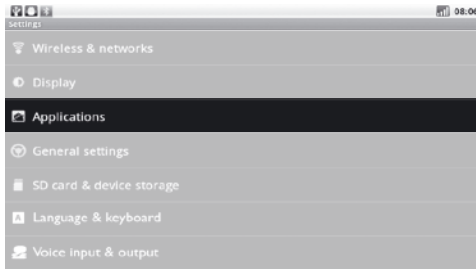 08:06
Settings
Wireless & networks
Display
Applications
General settings
SD card & device storage
Language & keyboard
Voice input & output